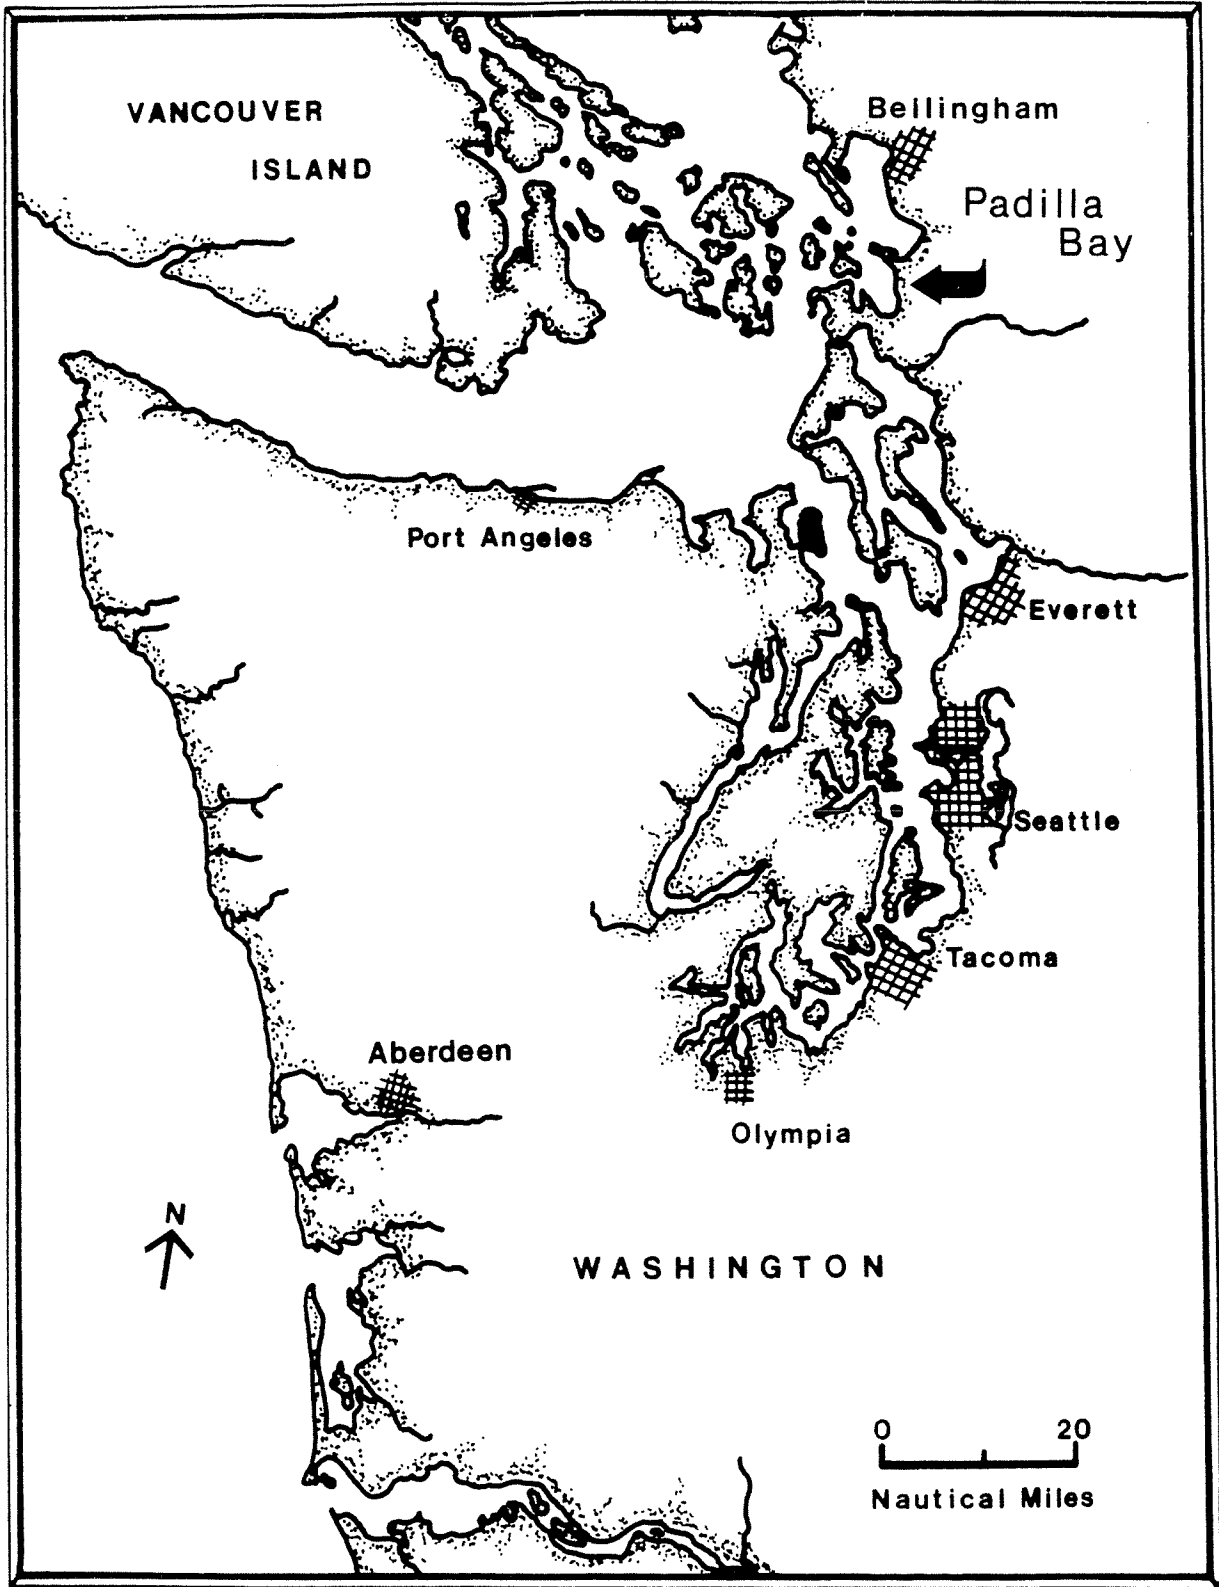 VANCOUVER
ISLAND
Bellingham
Padilla
Bay
Port Angeles
Everett
Seattle
Tacoma
Aberdeen
Olympia
N
WASHINGTON
0 20
Nautical Miles